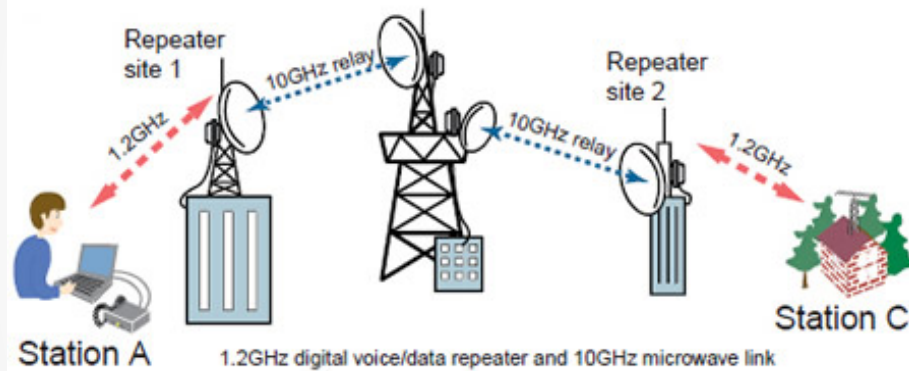 Repeater
site 1
10GHz relay
1.2GHz
Repeater
site 2
10GHz relay
1.2GHz
Station A
Station C
1.2GHz digital voice/data repeater and 10GHz microwave link